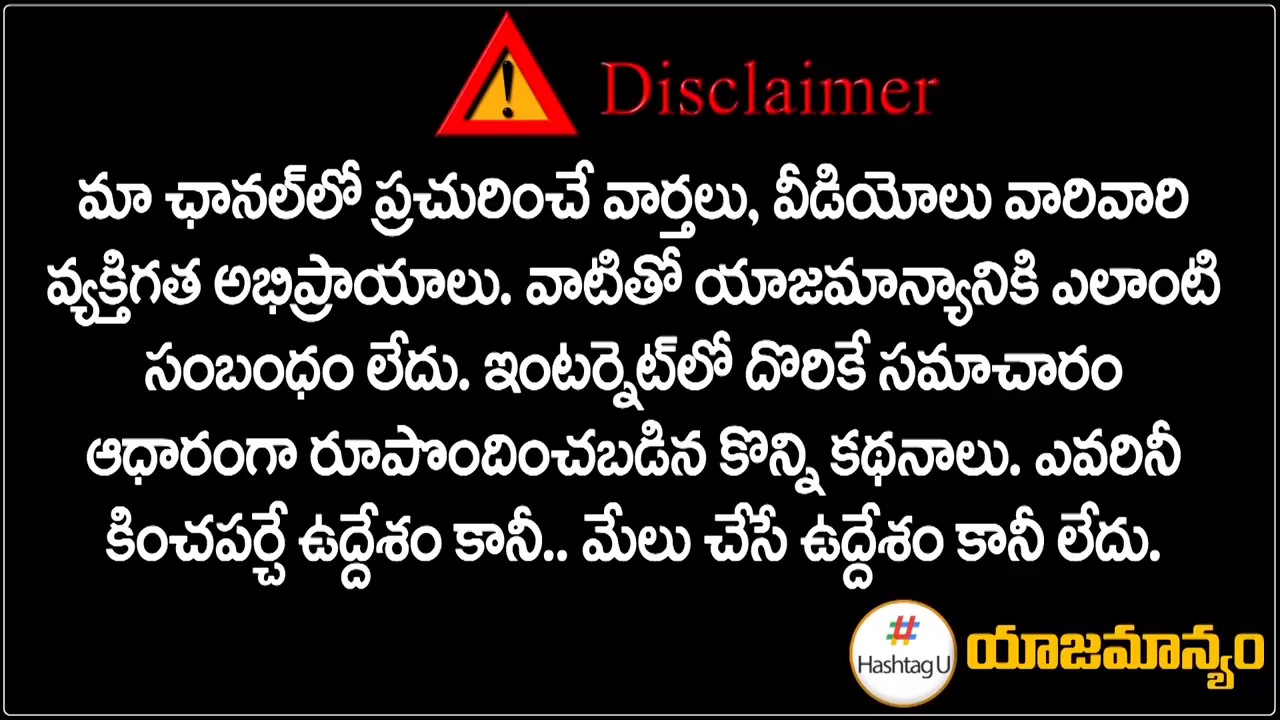 Disclaimer
మా ఛానల్‌లో ప్రచురించే వార్తలు, వీడియోలు వారివారి
వ్యక్తిగత అభిప్రాయాలు. వాటితో యాజమాన్యానికి ఎలాంటి
సంబంధం లేదు. ఇంటర్నెట్‌లో దొరికే సమాచారం
ఆధారంగా రూపొందించబడిన కొన్ని కథనాలు. ఎవరినీ
కించపర్చే ఉద్దేశం కానీ.. మేలు చేసే ఉద్దేశం కానీ లేదు.
# Hashtag U
యాజమాన్యం